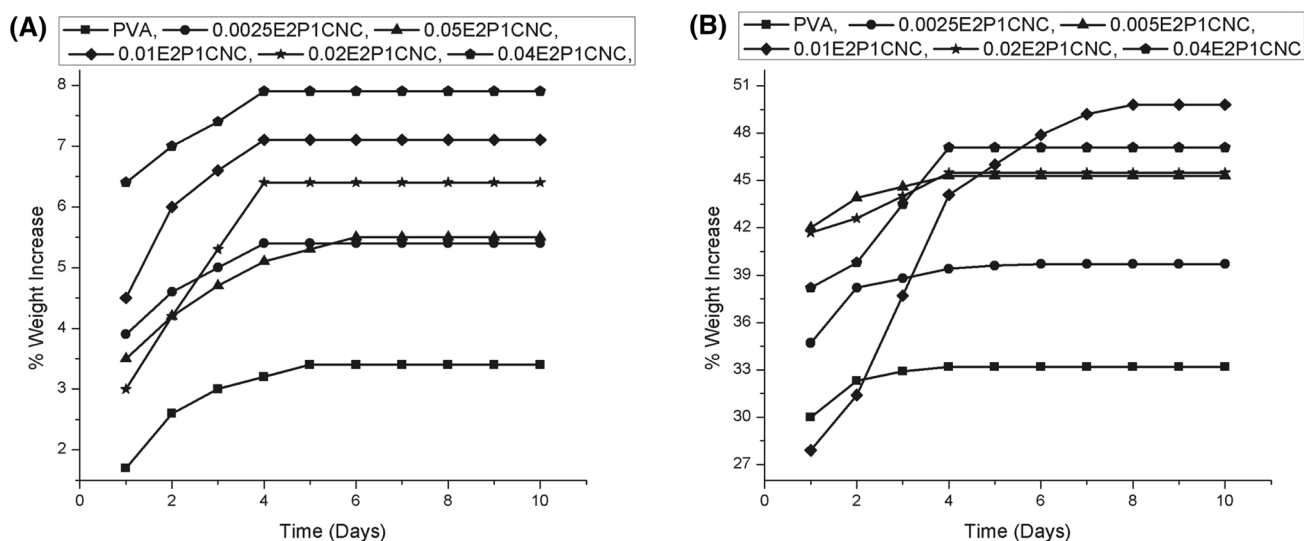 (A)
PVA, 0.0025E2P1CNC, 0.05E2P1CNC,
0.01E2P1CNC, 0.02E2P1CNC, 0.04E2P1CNC,
8
7
6
5
4
3
2
% Weight Increase
0 2 4 6 8 10
Time (Days)
(B)
PVA, 0.0025E2P1CNC, 0.005E2P1CNC,
0.01E2P1CNC, 0.02E2P1CNC, 0.04E2P1CNC
51
48
45
42
39
36
33
30
27
% Weight Increase
0 2 4 6 8 10
Time (Days)